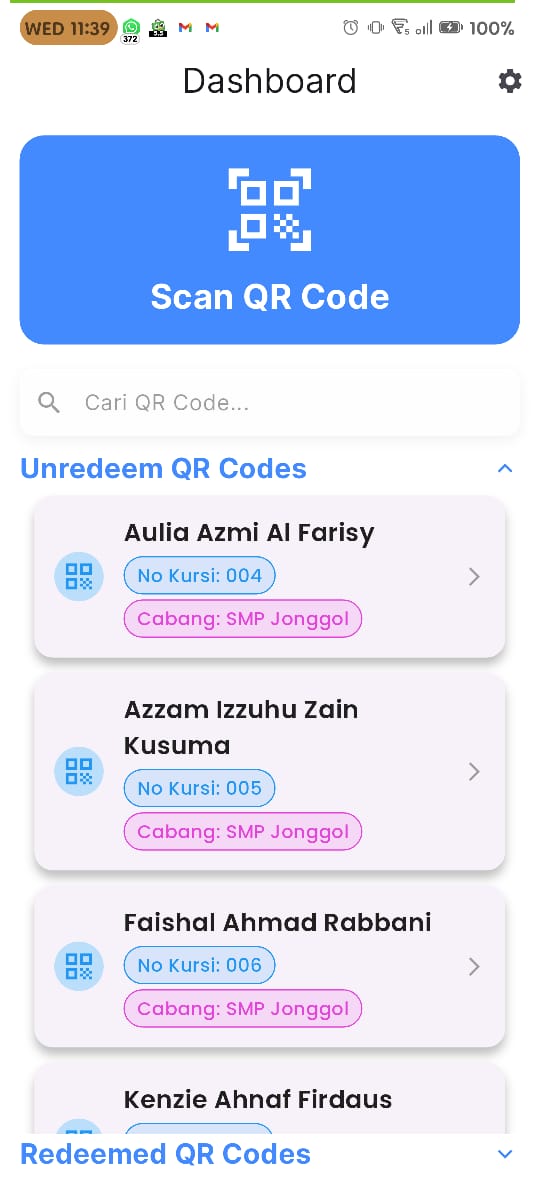 WED 11:39
372
100%
Dashboard
Scan QR Code
Cari QR Code...
Unredeem QR Codes
Aulia Azmi Al Farisy
No Kursi: 004
Cabang: SMP Jonggol
Azzam Izzuhu Zain
Kusuma
No Kursi: 005
Cabang: SMP Jonggol
Faishal Ahmad Rabbani
No Kursi: 006
Cabang: SMP Jonggol
Kenzie Ahnaf Firdaus
Redeemed QR Codes